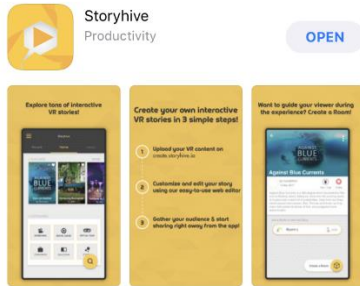 Storyhive
Productivity
OPEN
Explore tons of interactive
VR stories!
Create your own interactive
VR stories in 3 simple steps!
1 Upload your VR content on
create.storyhive.io
2 Customize and edit your story
using our easy-to-use web editor
3 Gather your audience & start
sharing right away from the app!
Want to guide your viewer during
the experience? Create a Room!
AGAINST
BLUE
CURRENTS
Against Blue Currents